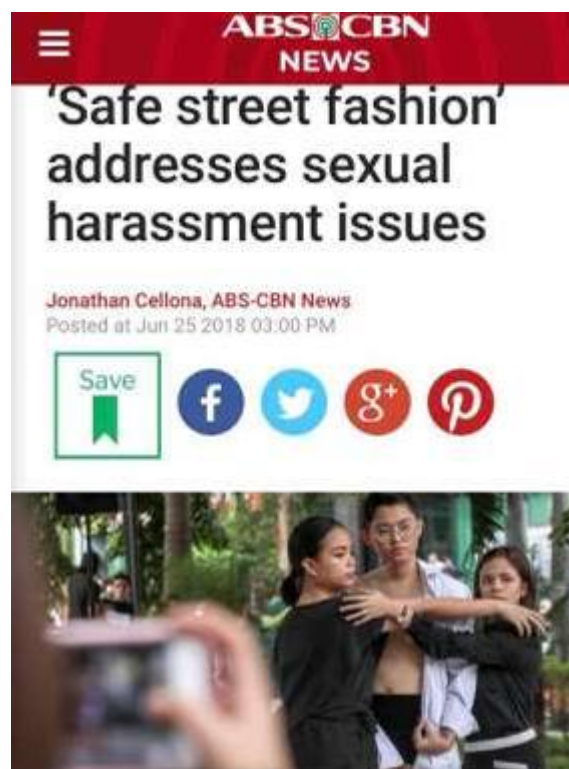 ABS CBN
NEWS
‘Safe street fashion’
addresses sexual
harassment issues
Jonathan Cellona, ABS-CBN News
Posted at Jun 25 2018 03:00 PM
Save
f
g+